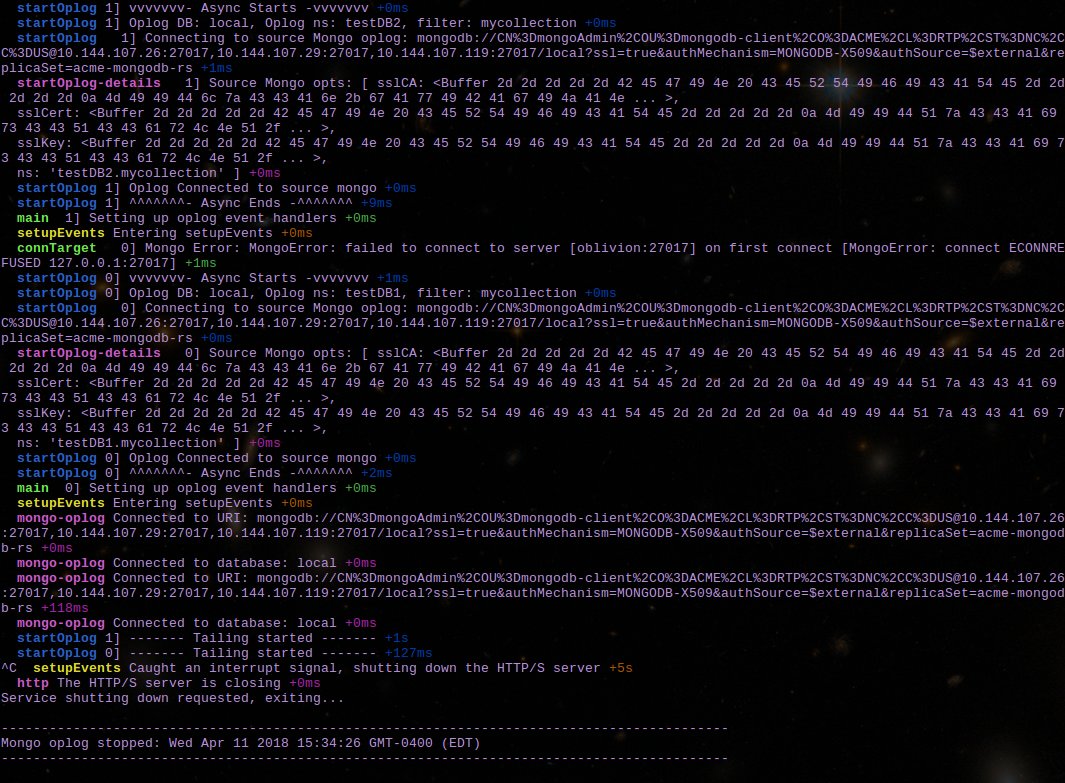 startOplog 1] vvvvvvv- Async Starts -vvvvvvv +0ms
startOplog 1] Oplog DB: local, Oplog ns: testDB2, filter: mycollection +0ms
startOplog   1] Connecting to source Mongo oplog: mongodb://CN%3DmongoAdmin%2COU%3Dmongodb-client%2CO%3DACME%2CL%3DRTP%2CST%3DNC%2C
C%3DUS@10.144.107.26:27017,10.144.107.29:27017,10.144.107.119:27017/local?ssl=true&authMechanism=MONGODB-X509&authSource=$external&re
plicaSet=acme-mongodb-rs +1ms
startOplog-details   1] Source Mongo opts: [ sslCA: <Buffer 2d 2d 2d 2d 2d 42 45 47 49 4e 20 43 45 52 54 49 46 49 43 41 54 45 2d 2d
2d 2d 2d 0a 4d 49 49 44 6c 7a 43 43 41 6e 2b 67 41 77 49 42 41 67 49 4a 41 4e ... >,
sslCert: <Buffer 2d 2d 2d 2d 2d 42 45 47 49 4e 20 43 45 52 54 49 46 49 43 41 54 45 2d 2d 2d 2d 2d 0a 4d 49 49 44 51 7a 43 43 41 69
73 43 43 51 43 43 61 72 4c 4e 51 2f ... >,
sslKey: <Buffer 2d 2d 2d 2d 2d 42 45 47 49 4e 20 43 45 52 54 49 46 49 43 41 54 45 2d 2d 2d 2d 2d 0a 4d 49 49 44 51 7a 43 43 41 69 7
3 43 43 51 43 43 61 72 4c 4e 51 2f ... >,
ns: 'testDB2.mycollection' ] +0ms
startOplog 1] Oplog Connected to source mongo +0ms
startOplog 1] ^^^^^^^- Async Ends -^^^^^^^ +9ms
main  1] Setting up oplog event handlers +0ms
setupEvents Entering setupEvents +0ms
connTarget   0] Mongo Error: MongoError: failed to connect to server [oblivion:27017] on first connect [MongoError: connect ECONNRE
FUSED 127.0.0.1:27017] +1ms
startOplog 0] vvvvvvv- Async Starts -vvvvvvv +1ms
startOplog 0] Oplog DB: local, Oplog ns: testDB1, filter: mycollection +0ms
startOplog   0] Connecting to source Mongo oplog: mongodb://CN%3DmongoAdmin%2COU%3Dmongodb-client%2CO%3DACME%2CL%3DRTP%2CST%3DNC%2C
C%3DUS@10.144.107.26:27017,10.144.107.29:27017,10.144.107.119:27017/local?ssl=true&authMechanism=MONGODB-X509&authSource=$external&re
plicaSet=acme-mongodb-rs +0ms
startOplog-details   0] Source Mongo opts: [ sslCA: <Buffer 2d 2d 2d 2d 2d 42 45 47 49 4e 20 43 45 52 54 49 46 49 43 41 54 45 2d 2d
2d 2d 2d 0a 4d 49 49 44 6c 7a 43 43 41 6e 2b 67 41 77 49 42 41 67 49 4a 41 4e ... >,
sslCert: <Buffer 2d 2d 2d 2d 2d 42 45 47 49 4e 20 43 45 52 54 49 46 49 43 41 54 45 2d 2d 2d 2d 2d 0a 4d 49 49 44 51 7a 43 43 41 69
73 43 43 51 43 43 61 72 4c 4e 51 2f ... >,
sslKey: <Buffer 2d 2d 2d 2d 2d 42 45 47 49 4e 20 43 45 52 54 49 46 49 43 41 54 45 2d 2d 2d 2d 2d 0a 4d 49 49 44 51 7a 43 43 41 69 7
3 43 43 51 43 43 61 72 4c 4e 51 2f ... >,
ns: 'testDB1.mycollection' ] +0ms
startOplog 0] Oplog Connected to source mongo +0ms
startOplog 0] ^^^^^^^- Async Ends -^^^^^^^ +2ms
main  0] Setting up oplog event handlers +0ms
setupEvents Entering setupEvents +0ms
mongo-oplog Connected to URI: mongodb://CN%3DmongoAdmin%2COU%3Dmongodb-client%2CO%3DACME%2CL%3DRTP%2CST%3DNC%2CC%3DUS@10.144.107.26
:27017,10.144.107.29:27017,10.144.107.119:27017/local?ssl=true&authMechanism=MONGODB-X509&authSource=$external&replicaSet=acme-mongod
b-rs +0ms
mongo-oplog Connected to database: local +0ms
mongo-oplog Connected to URI: mongodb://CN%3DmongoAdmin%2COU%3Dmongodb-client%2CO%3DACME%2CL%3DRTP%2CST%3DNC%2CC%3DUS@10.144.107.26
:27017,10.144.107.29:27017,10.144.107.119:27017/local?ssl=true&authMechanism=MONGODB-X509&authSource=$external&replicaSet=acme-mongod
b-rs +118ms
mongo-oplog Connected to database: local +0ms
startOplog 1] ------- Tailing started ------- +1s
startOplog 0] ------- Tailing started ------- +127ms
^C  setupEvents Caught an interrupt signal, shutting down the HTTP/S server +5s
http The HTTP/S server is closing +0ms
Service shutting down requested, exiting...
-------------------------------------------------------------------------------------------
Mongo oplog stopped: Wed Apr 11 2018 15:34:26 GMT-0400 (EDT)
-------------------------------------------------------------------------------------------